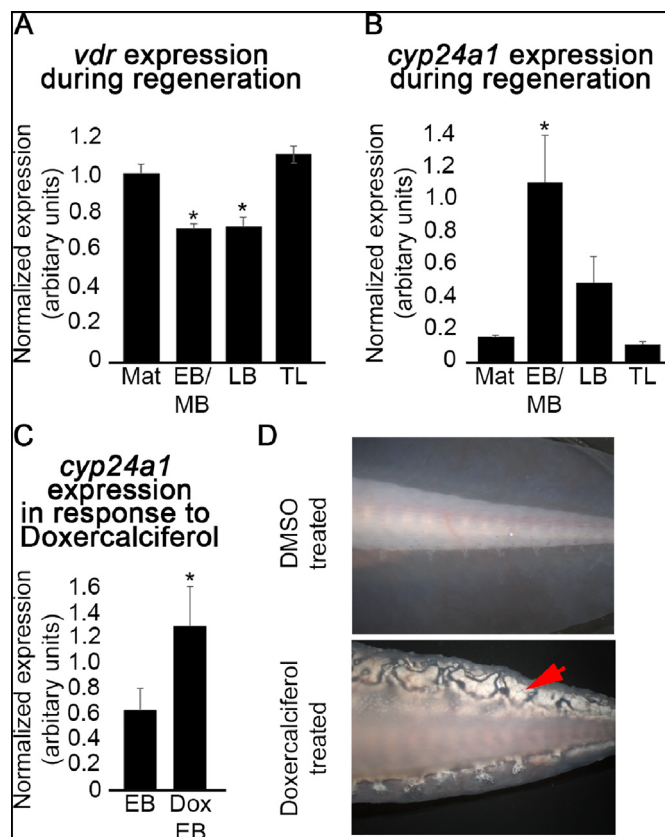 A
vdr expression
during regeneration
Normalized expression
(arbitary units)
1.2
1.0
0.8
0.6
0.4
0.2
0
*
*
Mat
EB/
MB
LB
TL
B
cyp24a1 expression
during regeneration
Normalized expression
(arbitary units)
1.4
1.2
1.0
0.8
0.6
0.4
0.2
0
*
Mat
EB/
MB
LB
TL
C
cyp24a1
expression
in response to
Doxercalciferol
Normalized expression
(arbitary units)
1.6
1.4
1.2
1.0
0.8
0.6
0.4
0.2
0
*
EB
Dox
EB
D
DMSO
treated
Doxercalciferol
treated